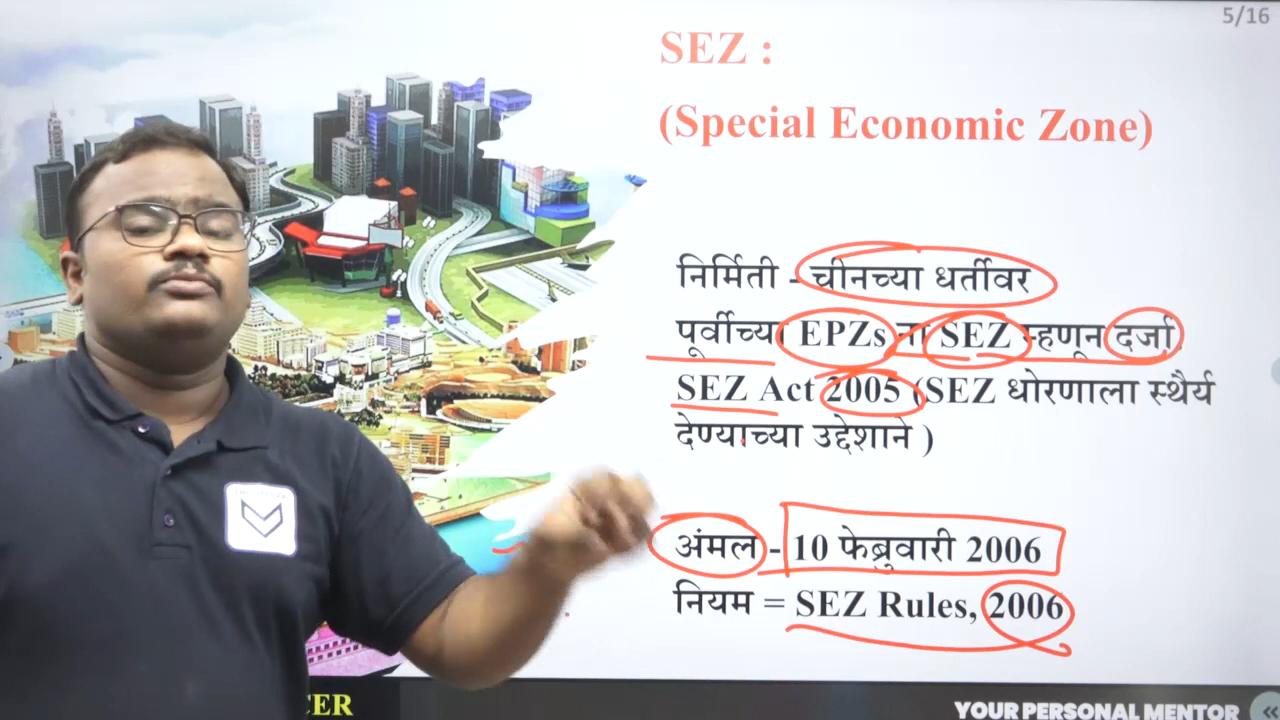 5/16
SEZ :
(Special Economic Zone)
निर्मिती - चीनच्या धर्तीवर
पूर्वीच्या EPZs ना SEZ म्हणून दर्जा
SEZ Act 2005 (SEZ धोरणाला स्थैर्य
देण्याच्या उद्देशाने )
अंमल - 10 फेब्रुवारी 2006
नियम = SEZ Rules, 2006
CER
YOUR PERSONAL MENTOR